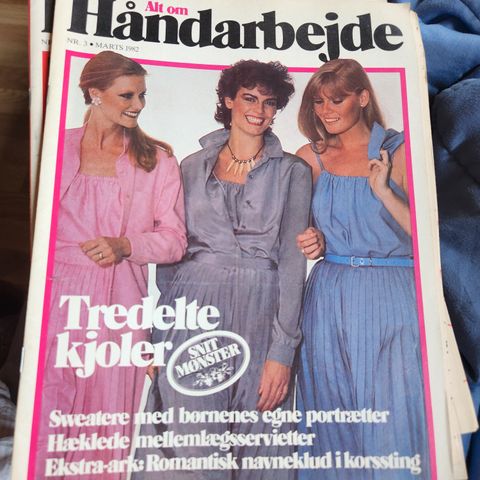 Alt om
Håndarbejde
NR. 3 • MARTS 1982
Tredelte
kjoler
SNIT
MØNSTER
Sweatere med børnenes egne portrætter
Hæklede mellemlægsservietter
Ekstra-ark: Romantisk navneklud i korssting